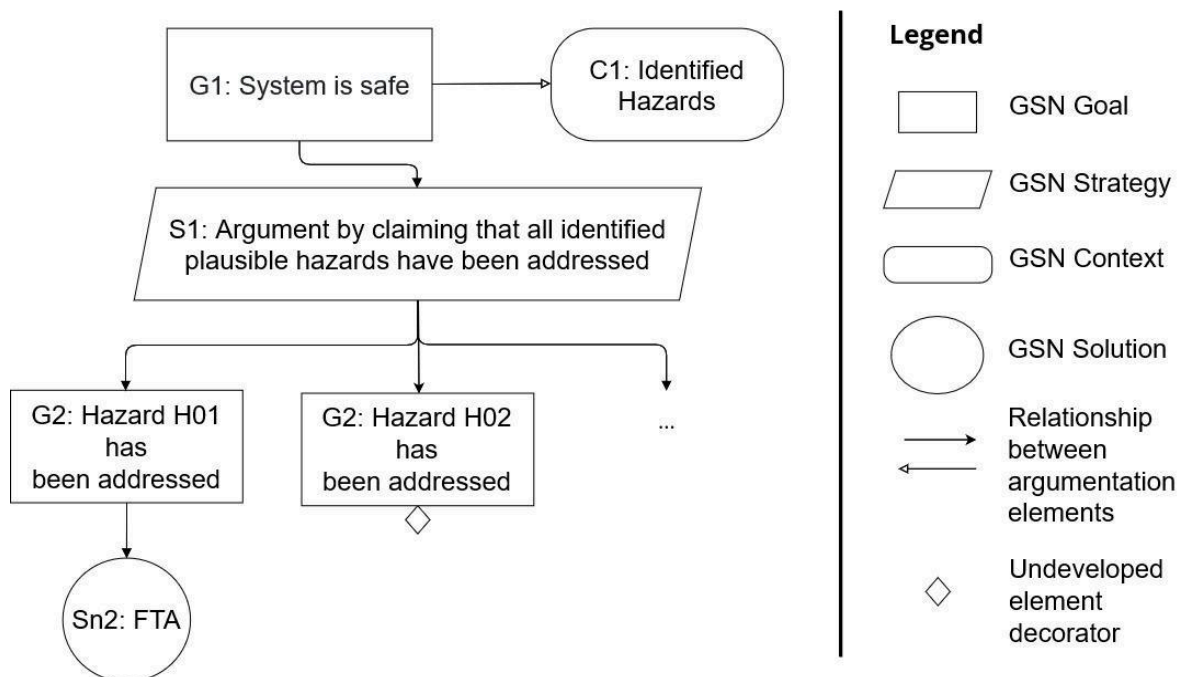 G1: System is safe
C1: Identified
Hazards
S1: Argument by claiming that all identified
plausible hazards have been addressed
G2: Hazard H01
has
been addressed
G2: Hazard H02
has
been addressed
...
Sn2: FTA
Legend
GSN Goal
GSN Strategy
GSN Context
GSN Solution
Relationship
between
argumentation
elements
Undeveloped
element
decorator